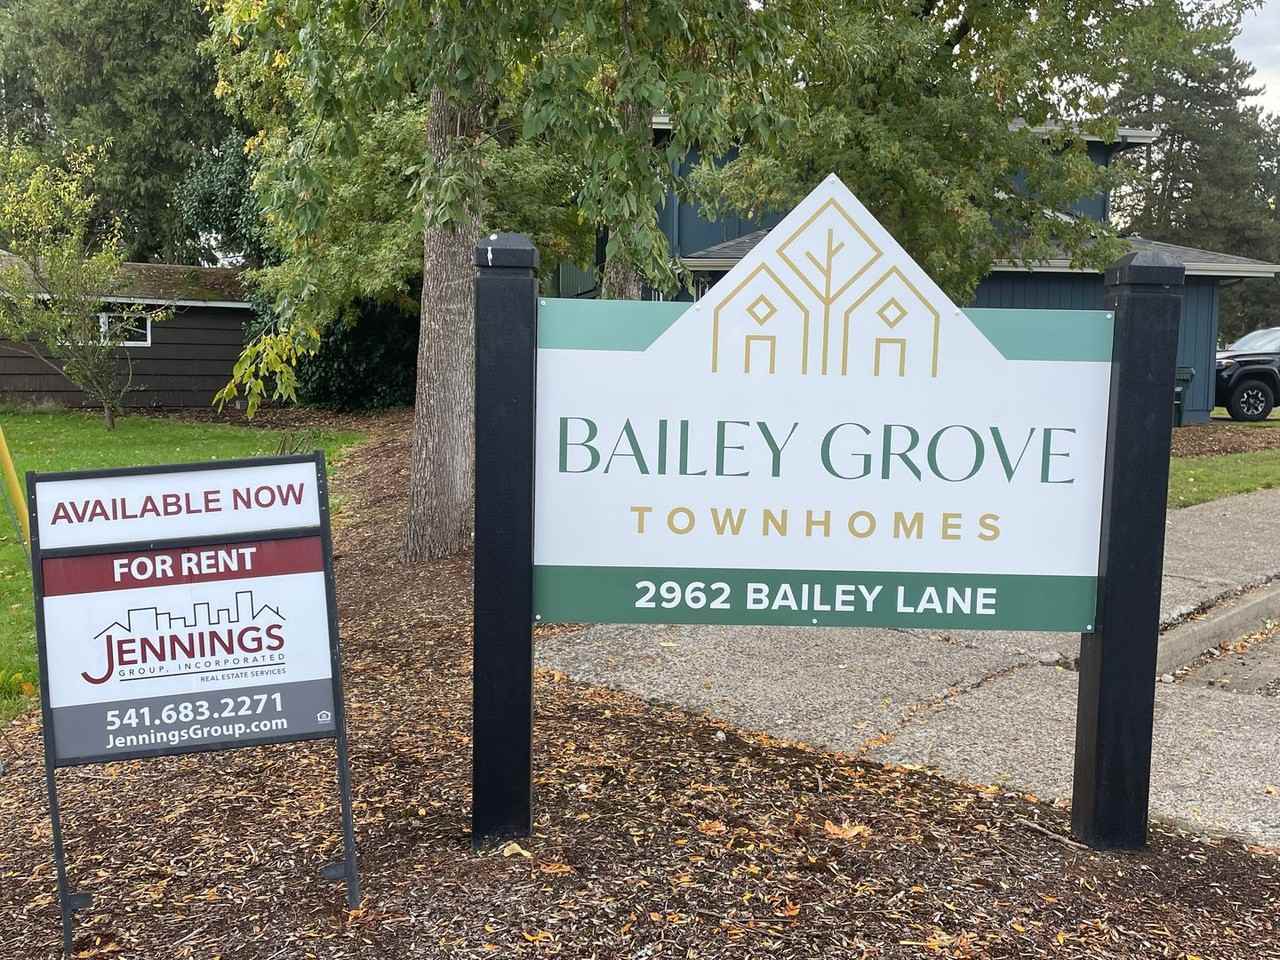 AVAILABLE NOW
FOR RENT
JENNINGS
GROUP, INCORPORATED
REAL ESTATE SERVICES
541.683.2271
JenningsGroup.com
BAILEY GROVE
TOWNHOMES
2962 BAILEY LANE